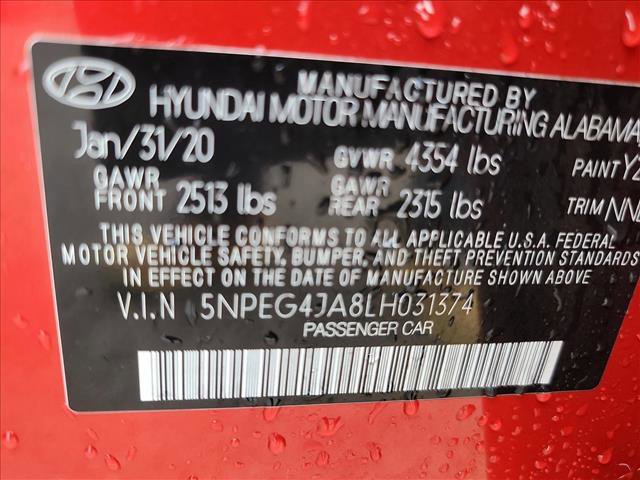 MANUFACTURED BY
HYUNDAI MOTOR MANUFACTURING ALABAMA,
Jan/31/20 GVWR 4354 lbs PAINT
GAWR FRONT 2513 lbs GAWR REAR 2315 lbs TRIM
THIS VEHICLE CONFORMS TO ALL APPLICABLE U.S.A. FEDERAL
MOTOR VEHICLE SAFETY, BUMPER, AND THEFT PREVENTION STANDARDS
IN EFFECT ON THE DATE OF MANUFACTURE SHOWN ABOVE.
V.I.N 5NPEG4JA8LH031374
PASSENGER CAR